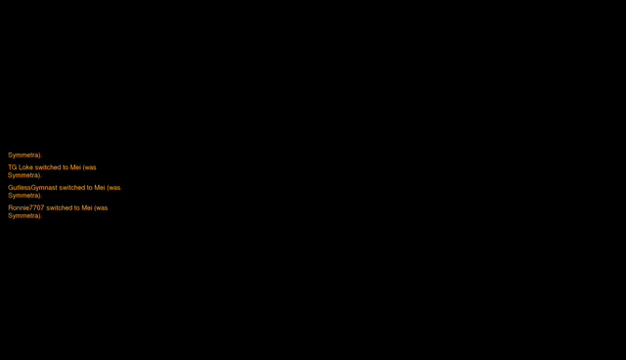 Symmetra).
TG Loke switched to Mei (was
Symmetra).
GutlessGymnast switched to Mei (was
Symmetra).
Ronnie7707 switched to Mei (was
Symmetra).